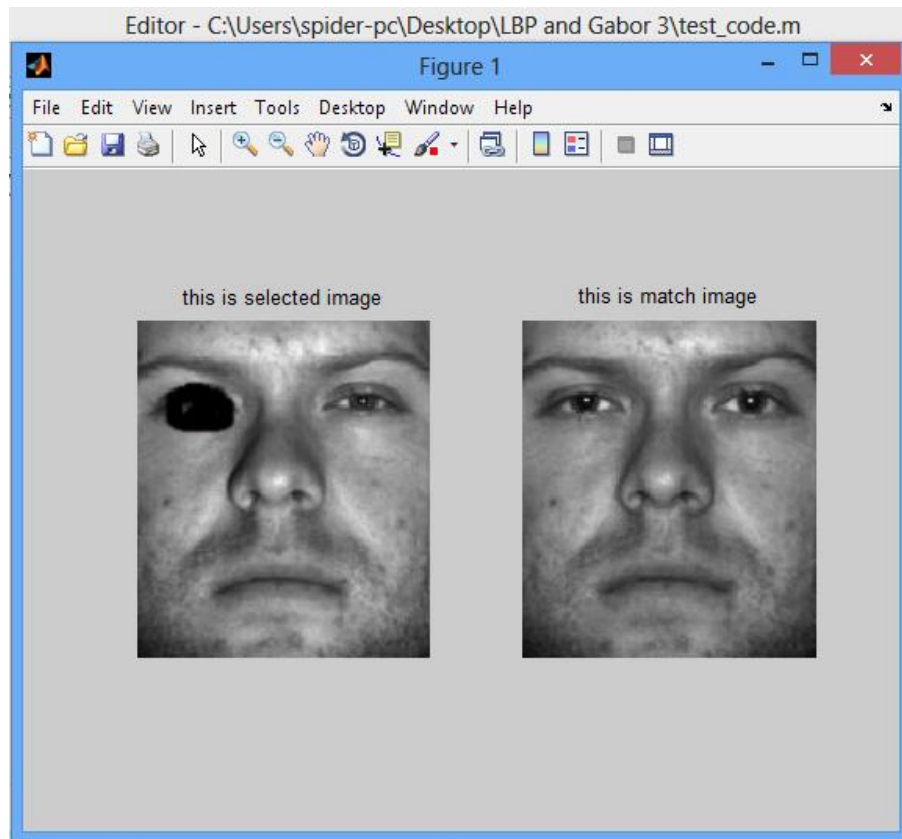 Editor - C:\Users\spider-pc\Desktop\LBP and Gabor 3\test_code.m
Figure 1
File Edit View Insert Tools Desktop Window Help
this is selected image
this is match image